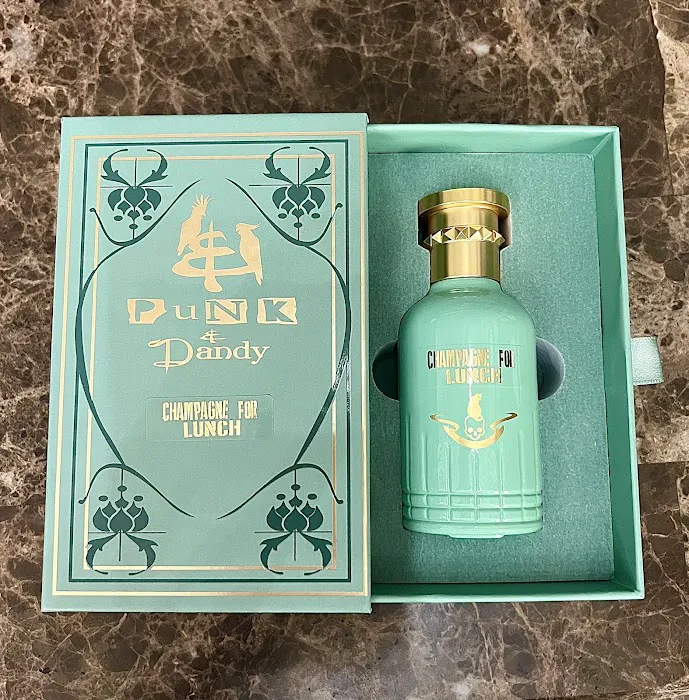 &
PUNK
&
Dandy
CHAMPAGNE FOR
LUNCH
CHAMPAGNE FOR
LUNCH